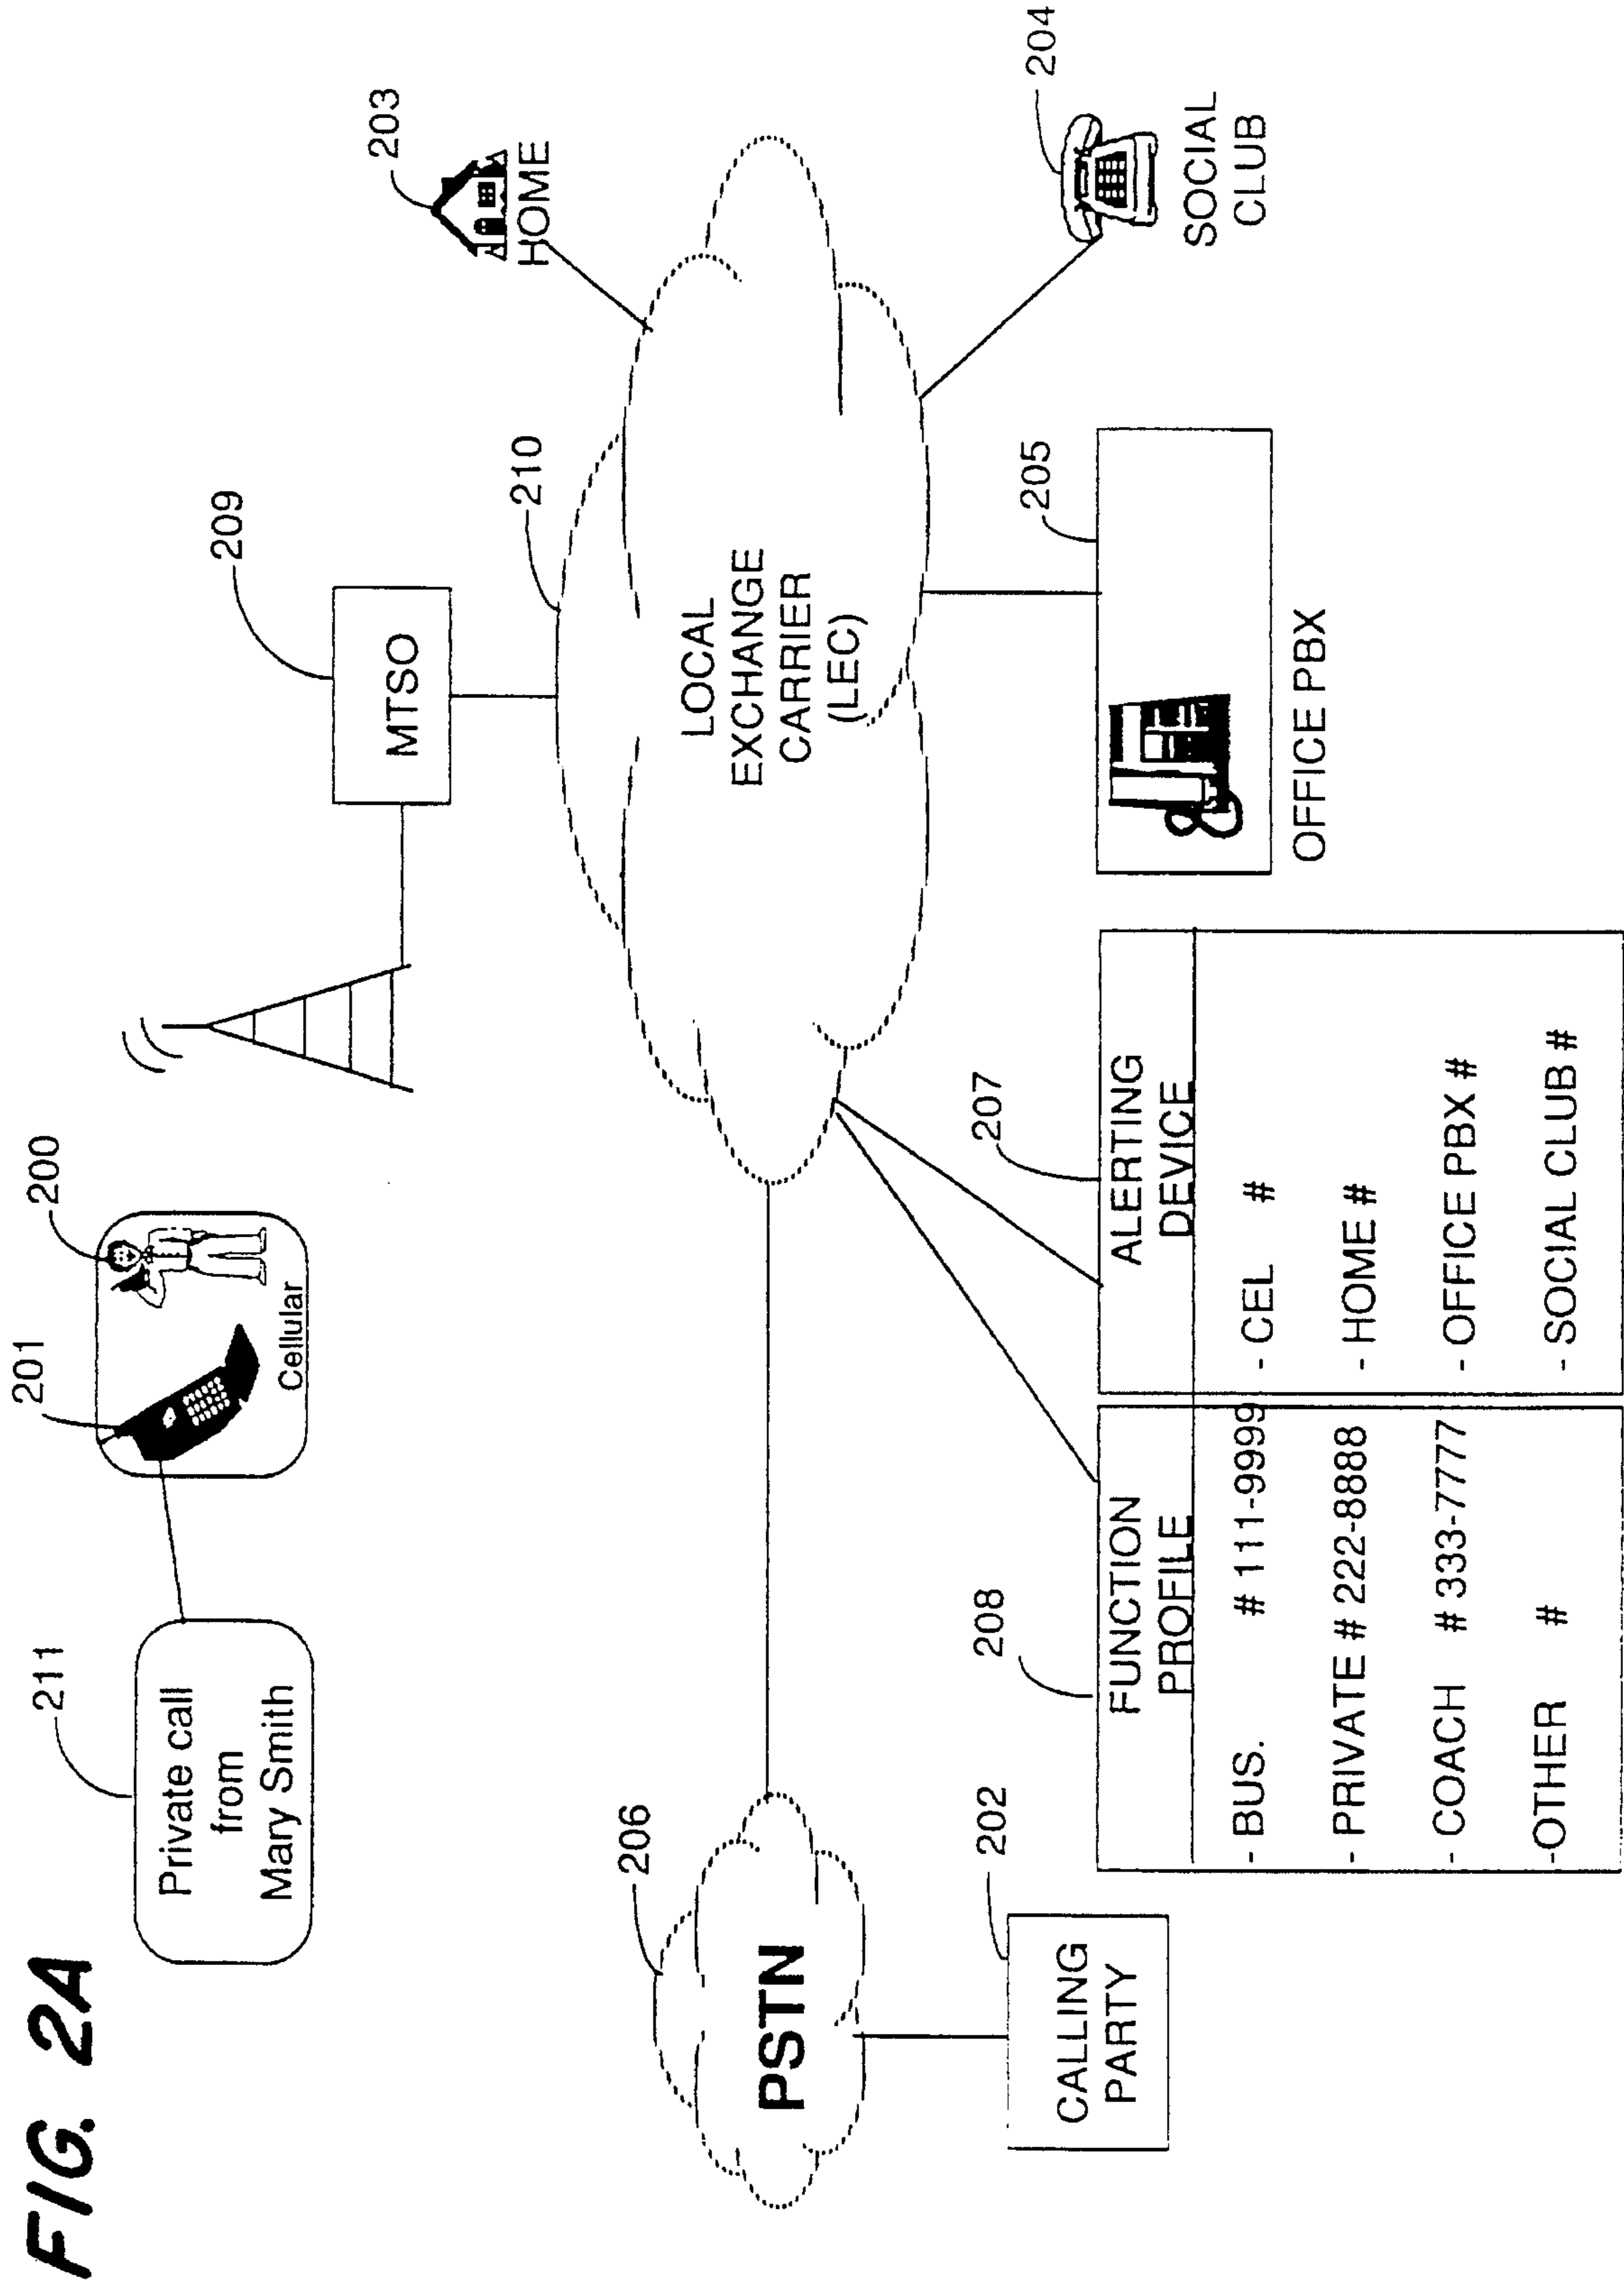 FIG. 2A
211
Private call
from
Mary Smith
201
200
Cellular
209
MTSO
203
HOME
210
LOCAL
EXCHANGE
CARRIER
(LEC)
206
PSTN
202
CALLING
PARTY
208
FUNCTION
PROFILE
- BUS. # 111-9999
- PRIVATE # 222-8888
- COACH # 333-7777
-OTHER #
207
ALERTING
DEVICE
- CEL #
- HOME #
- OFFICE PBX #
- SOCIAL CLUB #
205
OFFICE PBX
204
SOCIAL
CLUB